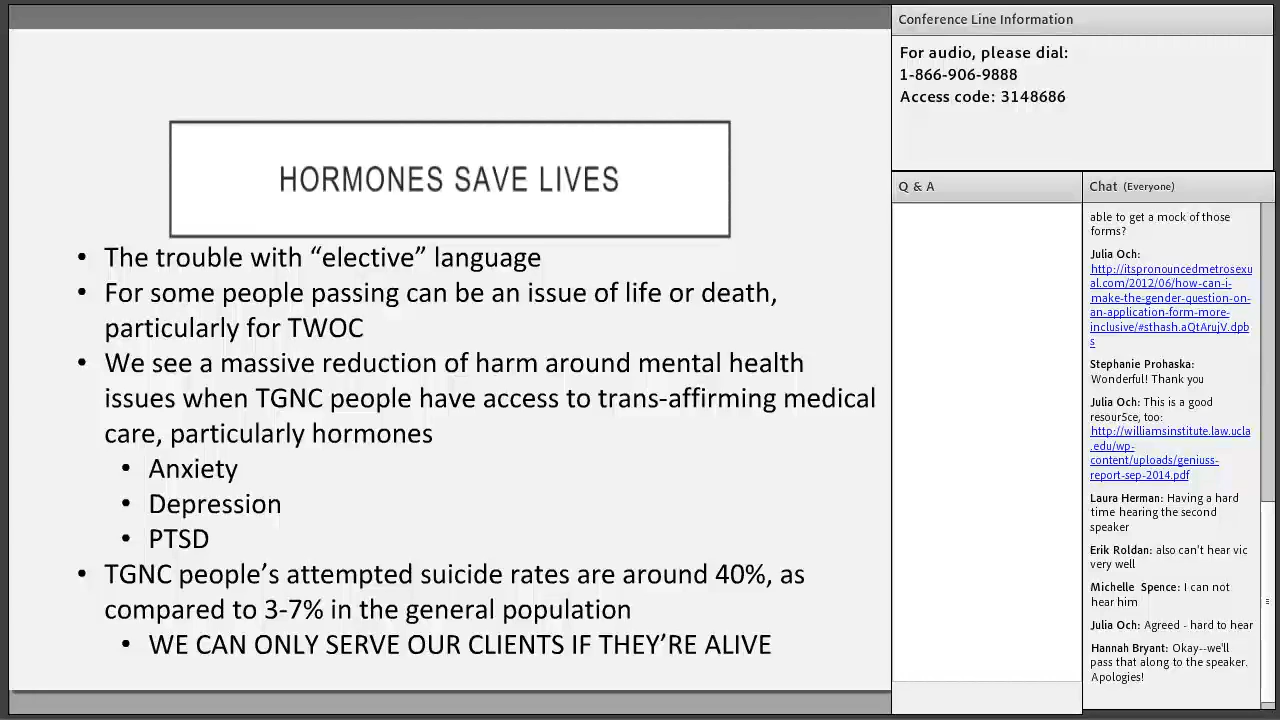 HORMONES SAVE LIVES
• The trouble with “elective” language
• For some people passing can be an issue of life or death,
particularly for TWOC
• We see a massive reduction of harm around mental health
issues when TGNC people have access to trans-affirming medical
care, particularly hormones
• Anxiety
• Depression
• PTSD
• TGNC people’s attempted suicide rates are around 40%, as
compared to 3-7% in the general population
• WE CAN ONLY SERVE OUR CLIENTS IF THEY’RE ALIVE
Conference Line Information
For audio, please dial:
1-866-906-9888
Access code: 3148686
Q & A
Chat (Everyone)
able to get a mock of those
forms?
Julia Och:
http://itspronouncedmetrosexu
al.com/2012/06/how-can-i-
make-the-gender-question-on-
an-application-form-more-
inclusive/#sthash.aQtArujV.dpb
s
Stephanie Prohaska:
Wonderful! Thank you
Julia Och: This is a good
resour5ce, too:
http://williamsinstitute.law.ucla
.edu/wp-
content/uploads/geniuss-
report-sep-2014.pdf
Laura Herman: Having a hard
time hearing the second
speaker
Erik Roldan: also can't hear vic
very well
Michelle Spence: I can not
hear him
Julia Och: Agreed - hard to hear
Hannah Bryant: Okay--we'll
pass that along to the speaker.
Apologies!